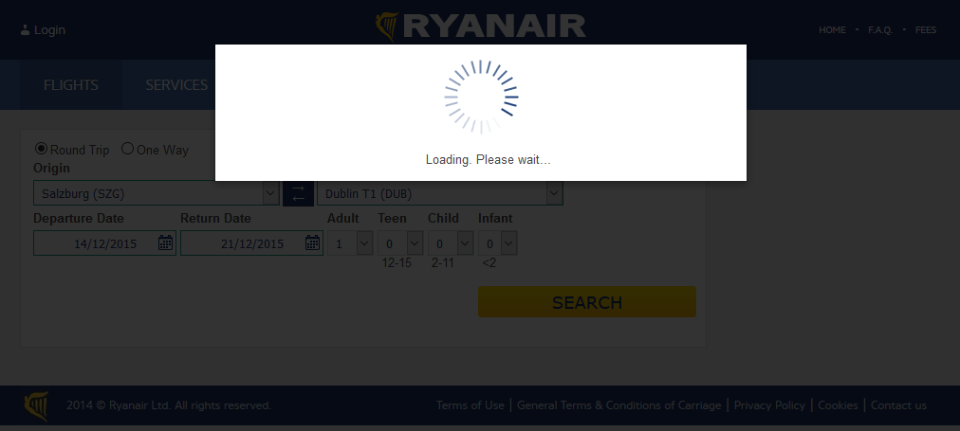 Login
RYANAIR
HOME • F.A.Q. • FEES
FLIGHTS
SERVICES
Loading. Please wait...
Round Trip
One Way
Origin
Salzburg (SZG)
Dublin T1 (DUB)
Departure Date
Return Date
Adult
Teen
Child
Infant
14/12/2015
21/12/2015
1
0
0
0
12-15
2-11
<2
SEARCH
2014 © Ryanair Ltd. All rights reserved.
Terms of Use | General Terms & Conditions of Carriage | Privacy Policy | Cookies | Contact us